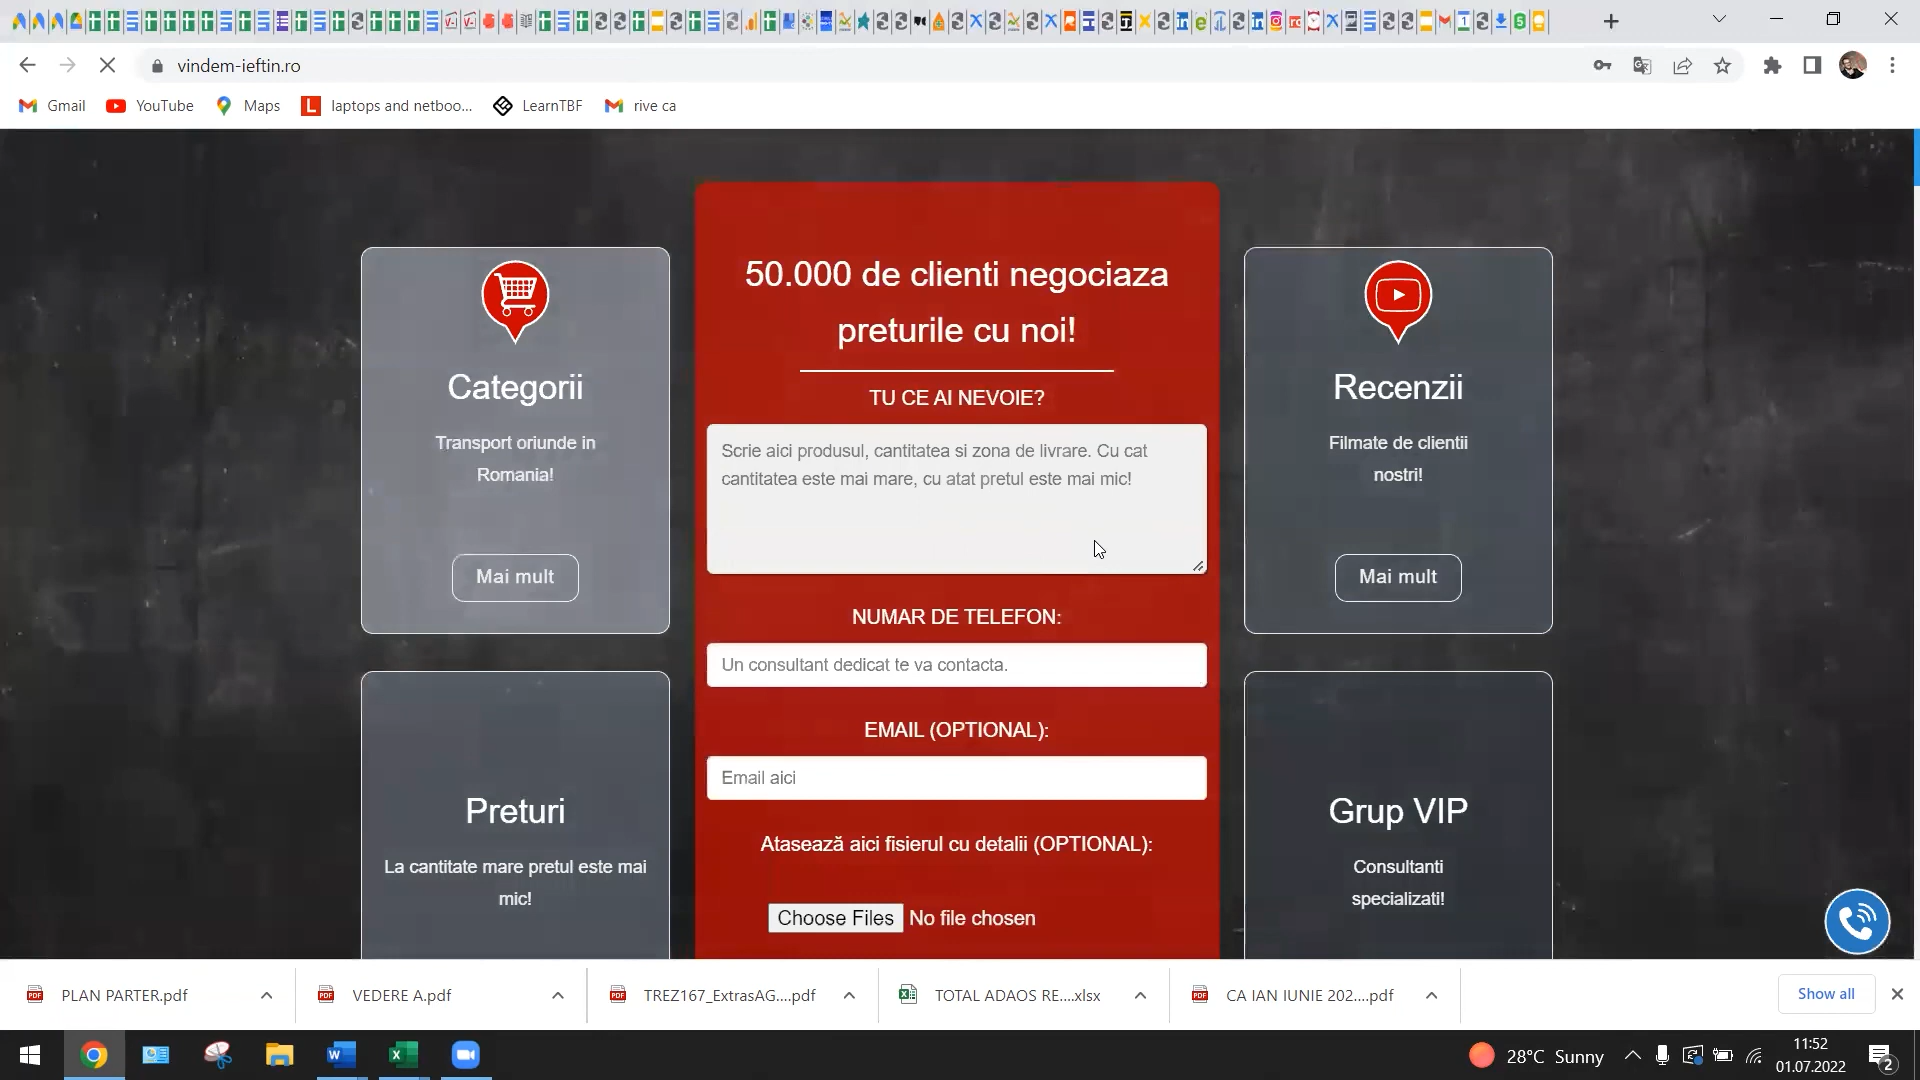 vindem-ieftin.ro
Gmail
YouTube
Maps
laptops and netboo...
LearnTBF
rive ca
50.000 de clienti negociaza
preturile cu noi!
TU CE AI NEVOIE?
Scrie aici produsul, cantitatea si zona de livrare. Cu cat
cantitatea este mai mare, cu atat pretul este mai mic!
NUMAR DE TELEFON:
Un consultant dedicat te va contacta.
EMAIL (OPTIONAL):
Email aici
Atasează aici fisierul cu detalii (OPTIONAL):
Choose Files No file chosen
Categorii
Transport oriunde in
Romania!
Mai mult
Preturi
La cantitate mare pretul este mai
mic!
Recenzii
Filmate de clientii
nostri!
Mai mult
Grup VIP
Consultanti
specializati!
PLAN PARTER.pdf
VEDERE A.pdf
TREZ167_ExtrasAG....pdf
TOTAL ADAOS RE....xlsx
CA IAN IUNIE 202....pdf
Show all
28°C Sunny
11:52
01.07.2022
2